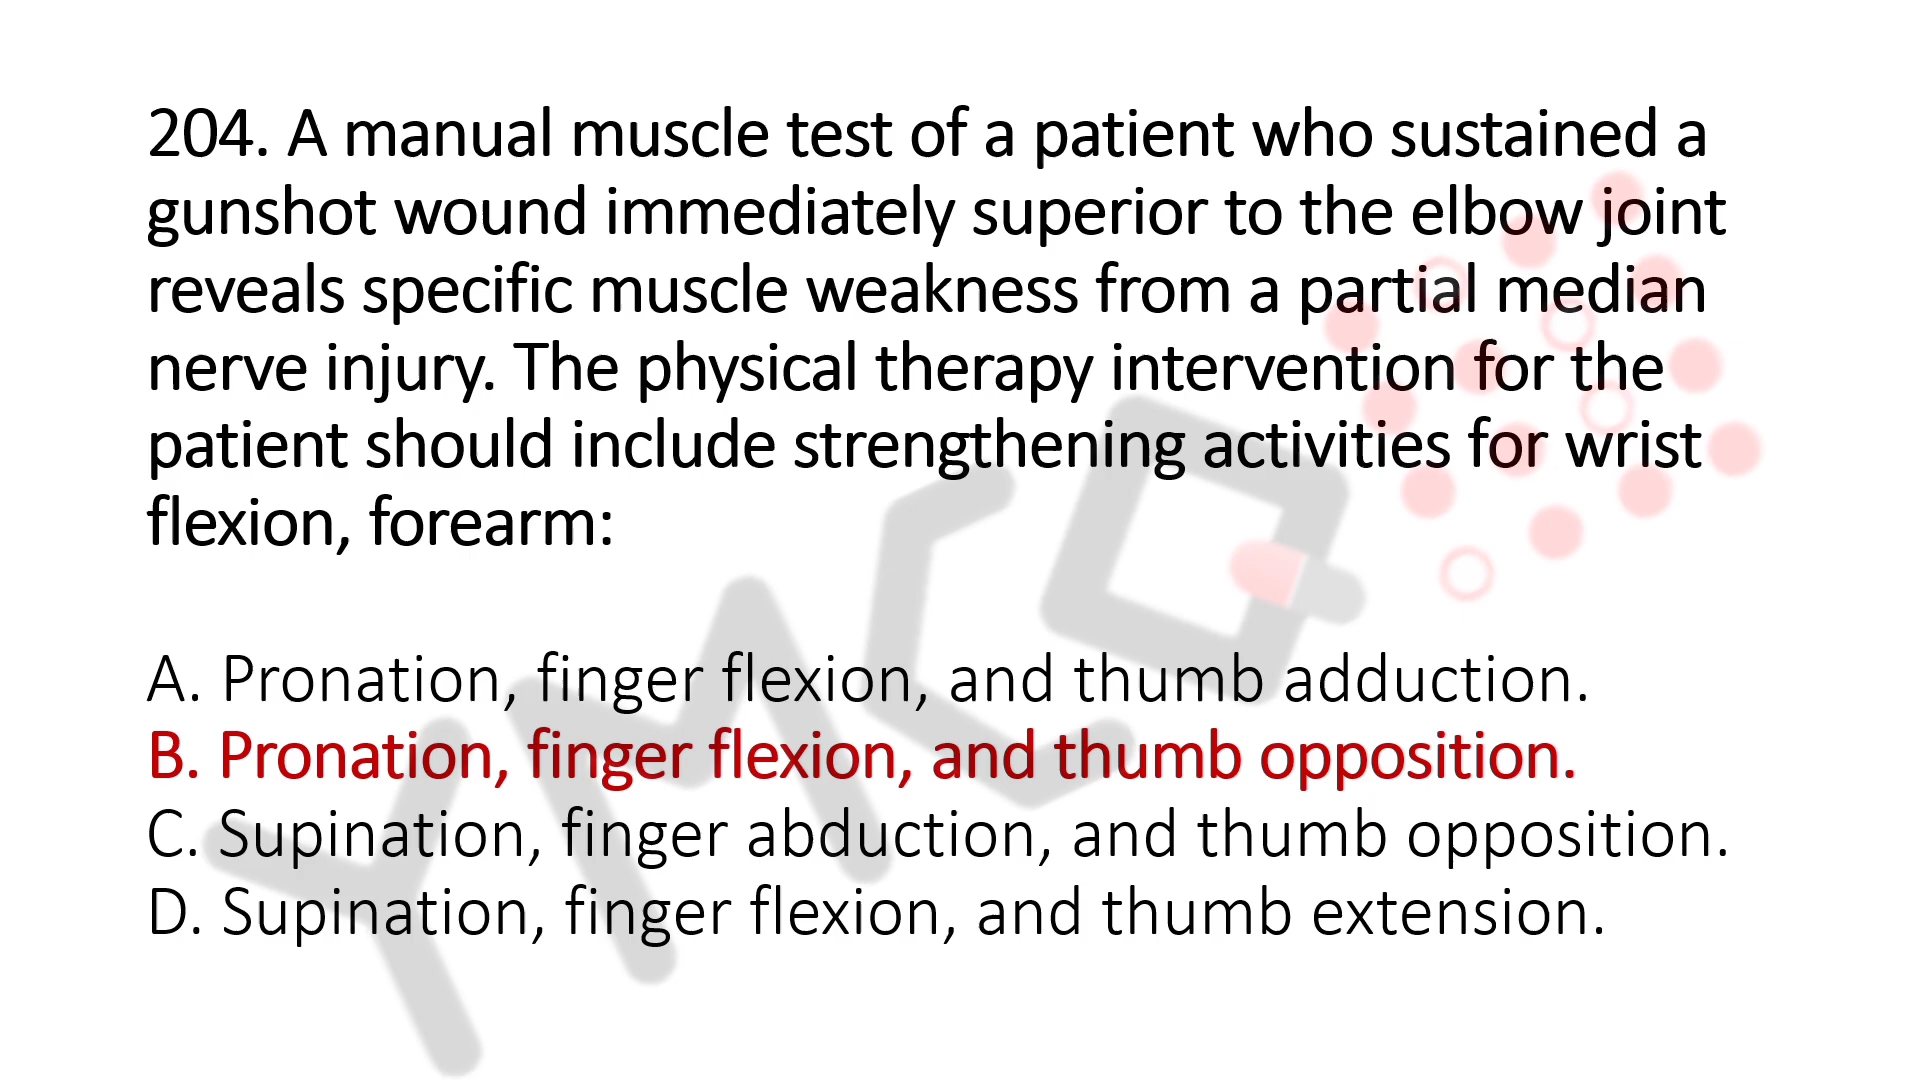 204. A manual muscle test of a patient who sustained a
gunshot wound immediately superior to the elbow joint
reveals specific muscle weakness from a partial median
nerve injury. The physical therapy intervention for the
patient should include strengthening activities for wrist
flexion, forearm:
A. Pronation, finger flexion, and thumb adduction.
B. Pronation, finger flexion, and thumb opposition.
C. Supination, finger abduction, and thumb opposition.
D. Supination, finger flexion, and thumb extension.
YMCQ